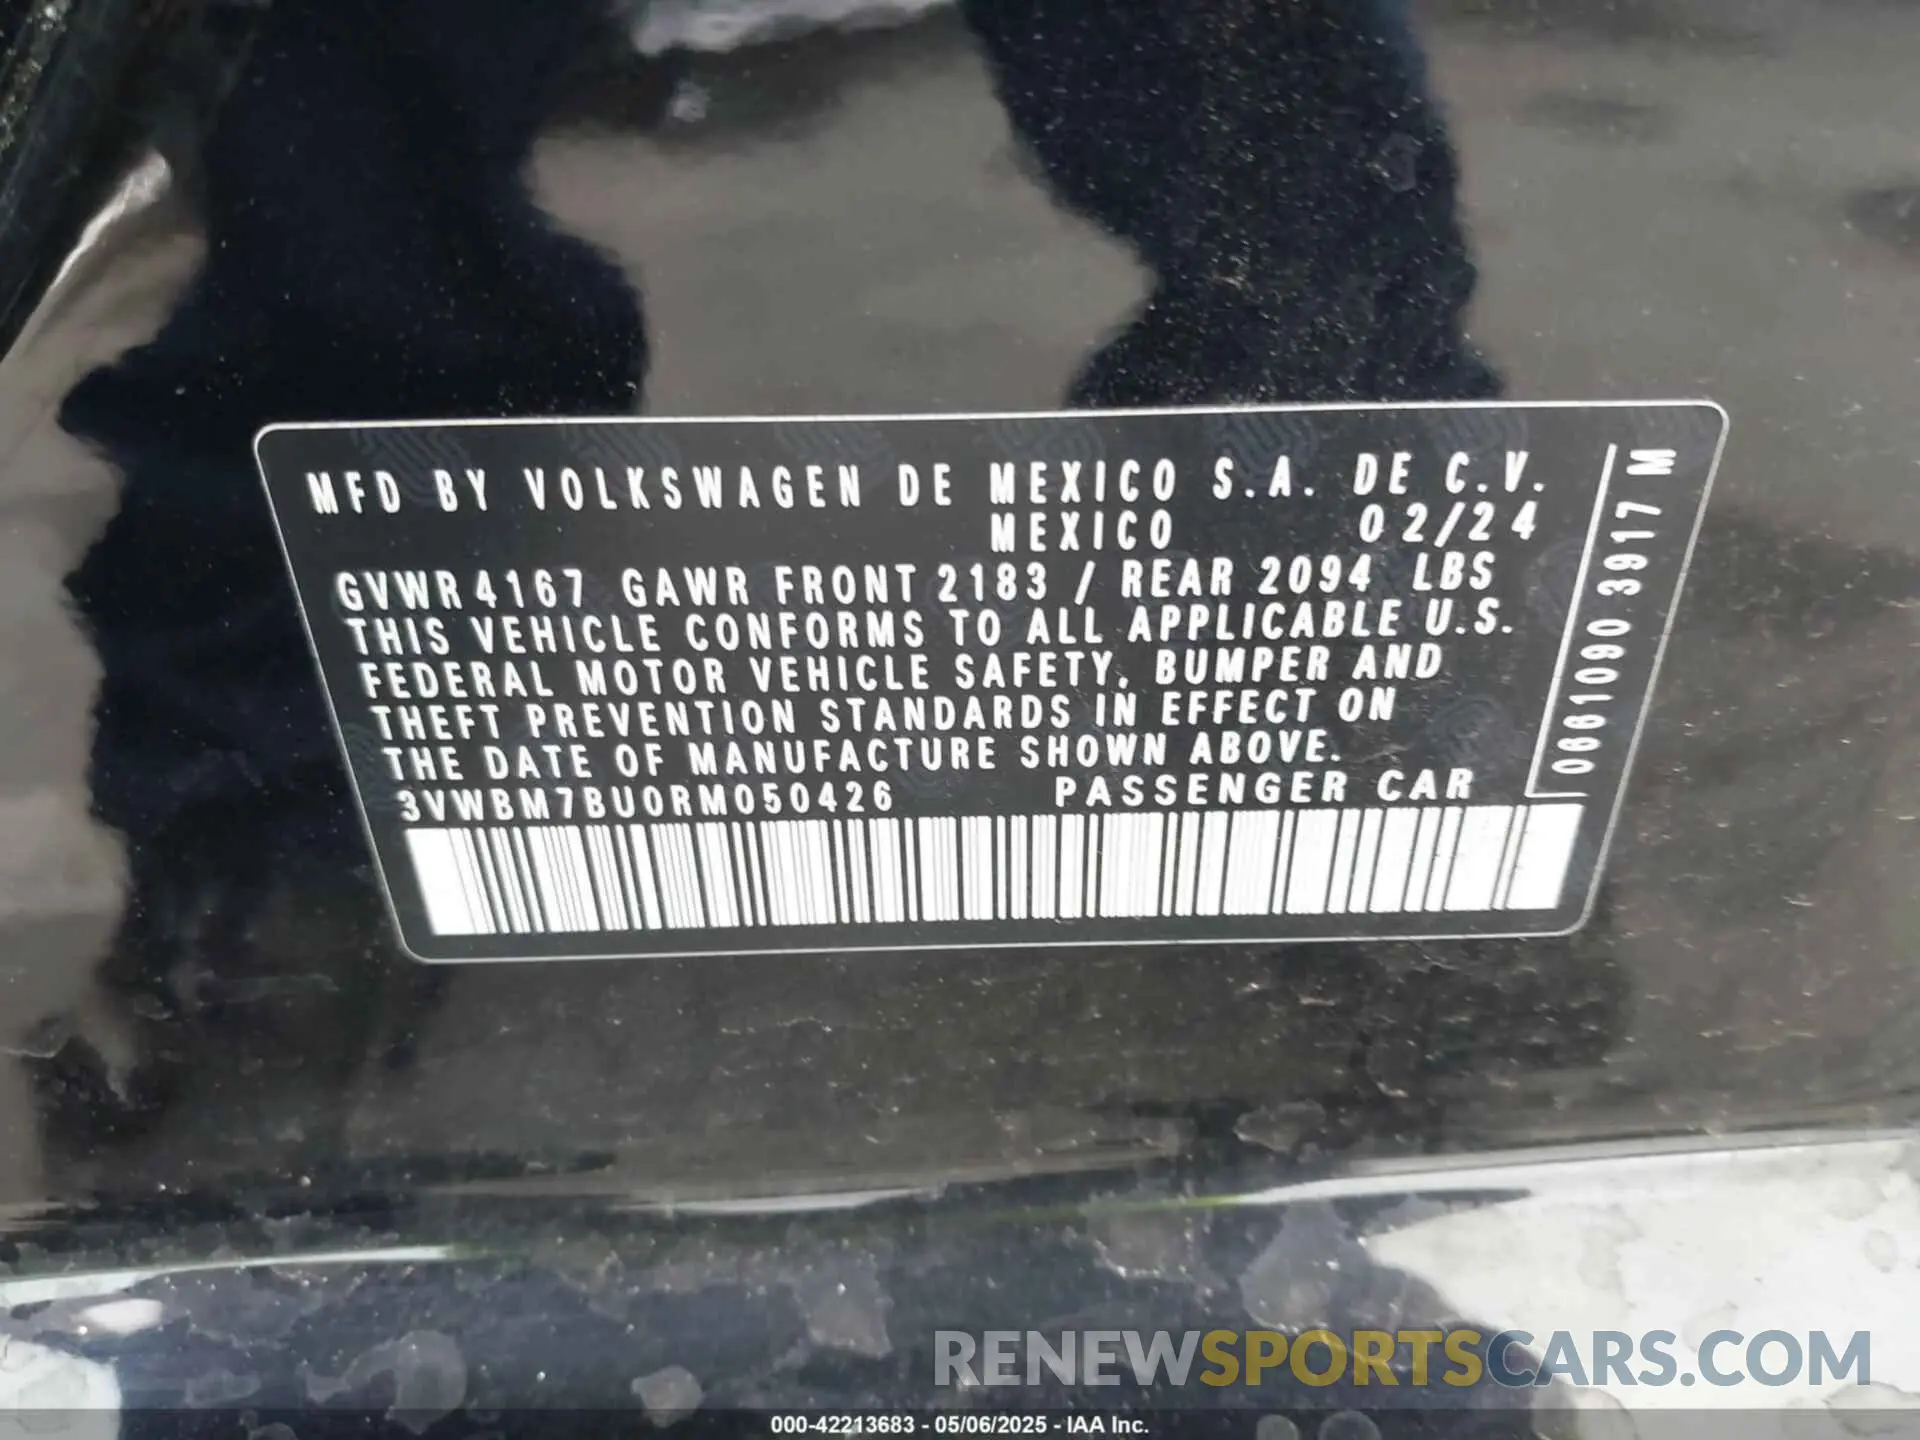 MFD BY VOLKSWAGEN DE MEXICO S.A. DE C.V.
MEXICO 02/24
GVWR 4167 GAWR FRONT 2183 / REAR 2094 LBS
THIS VEHICLE CONFORMS TO ALL APPLICABLE U.S.
FEDERAL MOTOR VEHICLE SAFETY, BUMPER AND
THEFT PREVENTION STANDARDS IN EFFECT ON
THE DATE OF MANUFACTURE SHOWN ABOVE.
3VWBM7BU0RM050426 PASSENGER CAR
0661090 3917 M
RENEWSPORTSCARS.COM
000-42213683 - 05/06/2025 - IAA Inc.